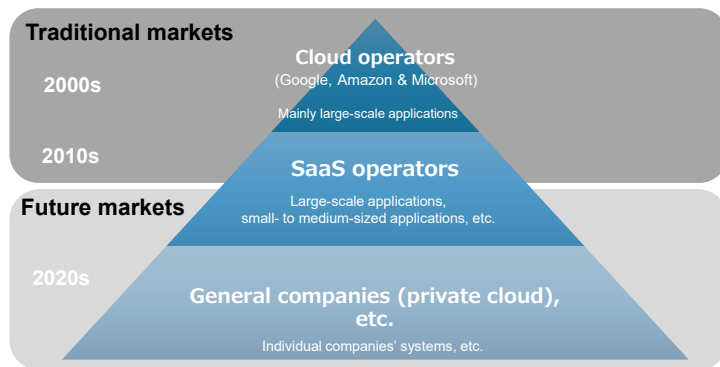 Traditional markets
Cloud operators
(Google, Amazon & Microsoft)
2000s
Mainly large-scale applications
2010s
SaaS operators
Large-scale applications,
small- to medium-sized applications, etc.
Future markets
2020s
General companies (private cloud),
etc.
Individual companies' systems, etc.